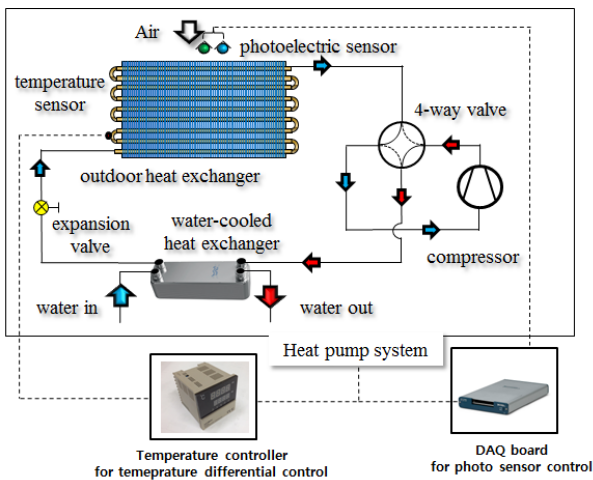 Air
photoelectric sensor
temperature
sensor
4-way valve
outdoor heat exchanger
expansion
valve
water-cooled
heat exchanger
compressor
water in
water out
Heat pump system
Temperature controller
for temeprature differential control
DAQ board
for photo sensor control